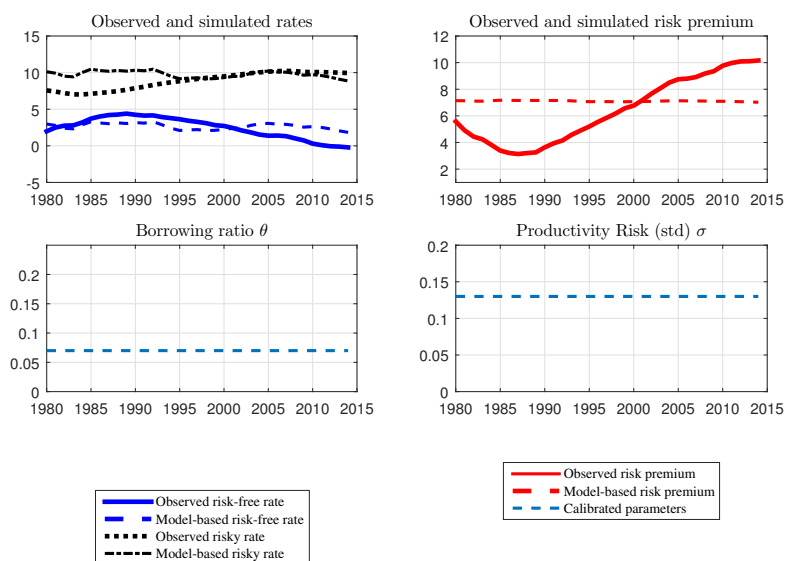 Observed and simulated rates
15
10
5
0
-5
1980 1985 1990 1995 2000 2005 2010 2015
Observed and simulated risk premium
12
10
8
6
4
2
1980 1985 1990 1995 2000 2005 2010 2015
Borrowing ratio θ
0.2
0.15
0.1
0.05
0
1980 1985 1990 1995 2000 2005 2010 2015
Productivity Risk (std) σ
0.2
0.15
0.1
0.05
0
1980 1985 1990 1995 2000 2005 2010 2015
Observed risk-free rate
Model-based risk-free rate
Observed risky rate
Model-based risky rate
Observed risk premium
Model-based risk premium
Calibrated parameters